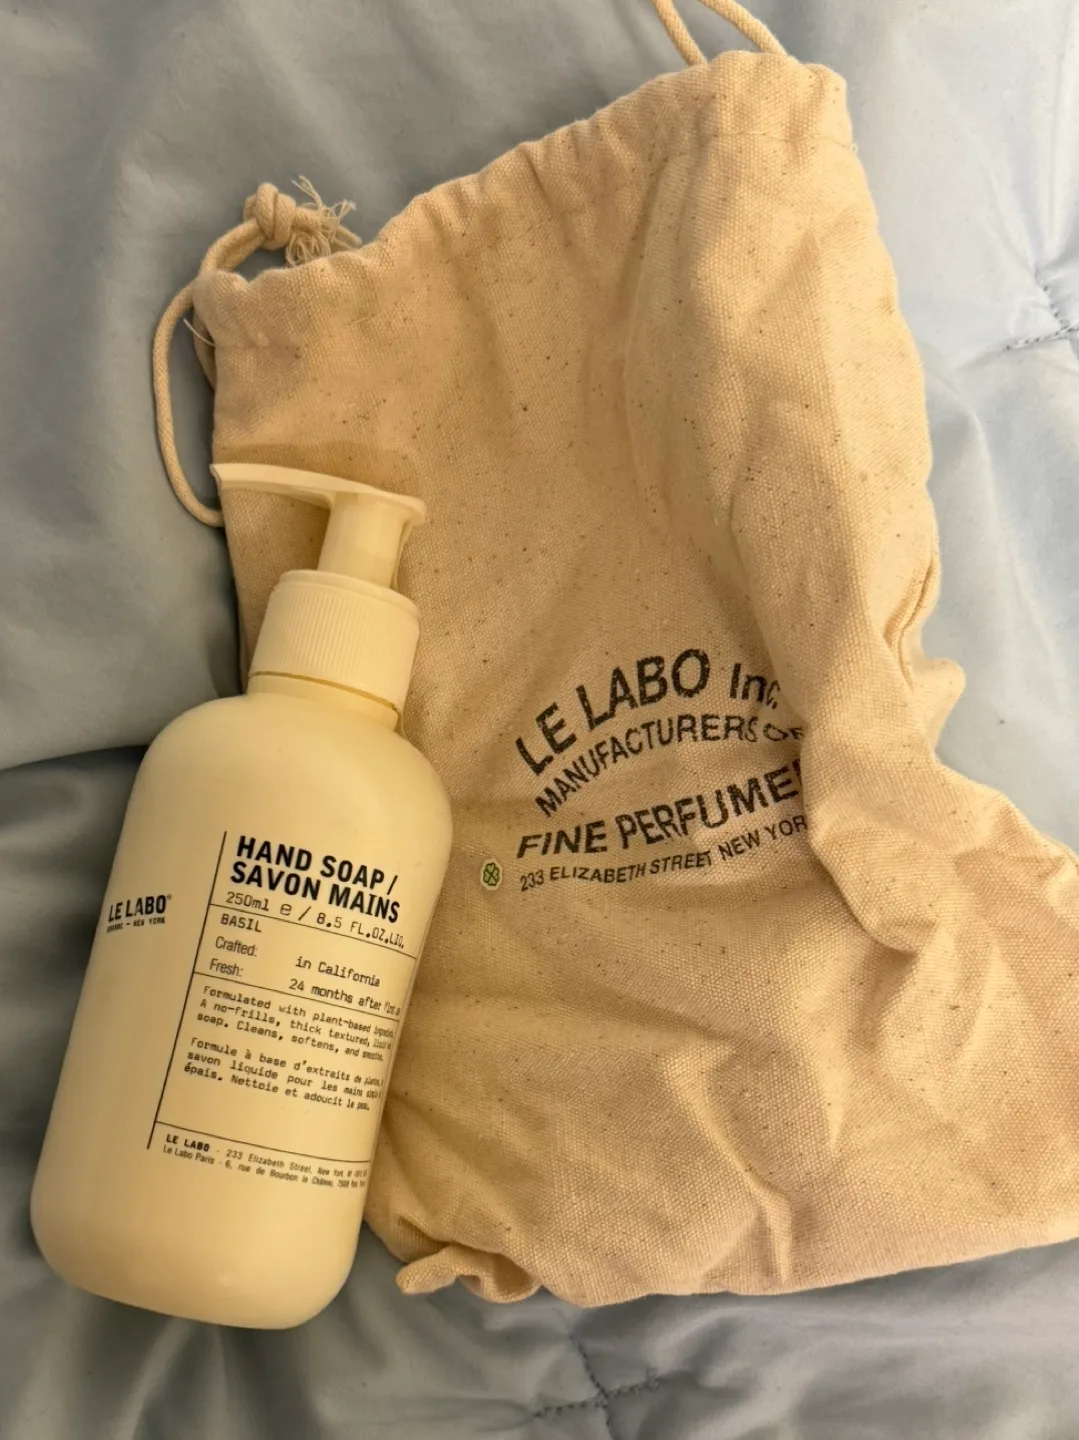 LE LABO Inc.
MANUFACTURERS OF
FINE PERFUME
233 ELIZABETH STREET NEW YOR
LE LABO®
HAND SOAP/
SAVON MAINS
250ml e / 8.5 FL.OZ.LIQ.
BASIL
Crafted: in California
Fresh: 24 months after first
Formulated with plant-based
A no-frills, thick textured,
soap. Cleans, softens, and
Formule à base d'extraits de
savon liquide pour les mains
épais. Nettoie et adoucit la peau.
LE LABO - 233 Elizabeth Street, New York,
Le Labo Paris - 6, rue de Bourbon le Château,